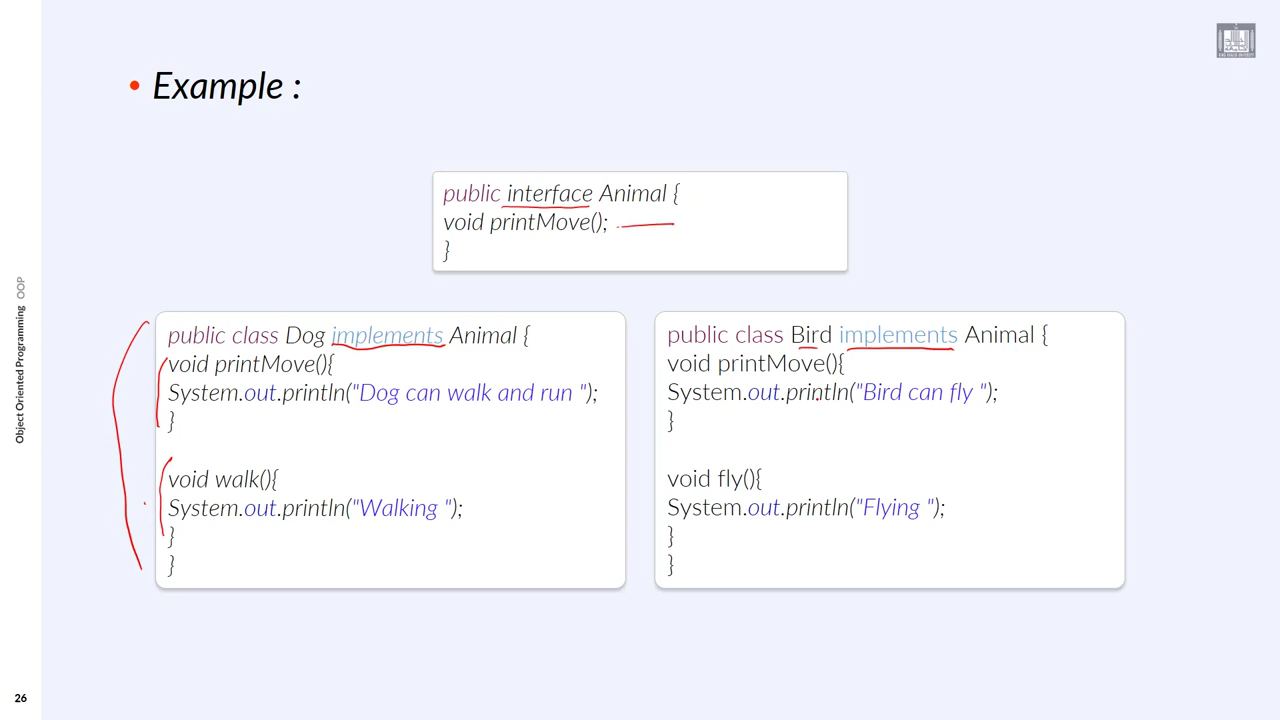 • Example :
public interface Animal {
void printMove();
}
public class Dog implements Animal {
void printMove(){
System.out.println("Dog can walk and run ");
}
void walk(){
System.out.println("Walking ");
}
}
public class Bird implements Animal {
void printMove(){
System.out.println("Bird can fly ");
}
void fly(){
System.out.println("Flying ");
}
}
Object Oriented Programming OOP
26